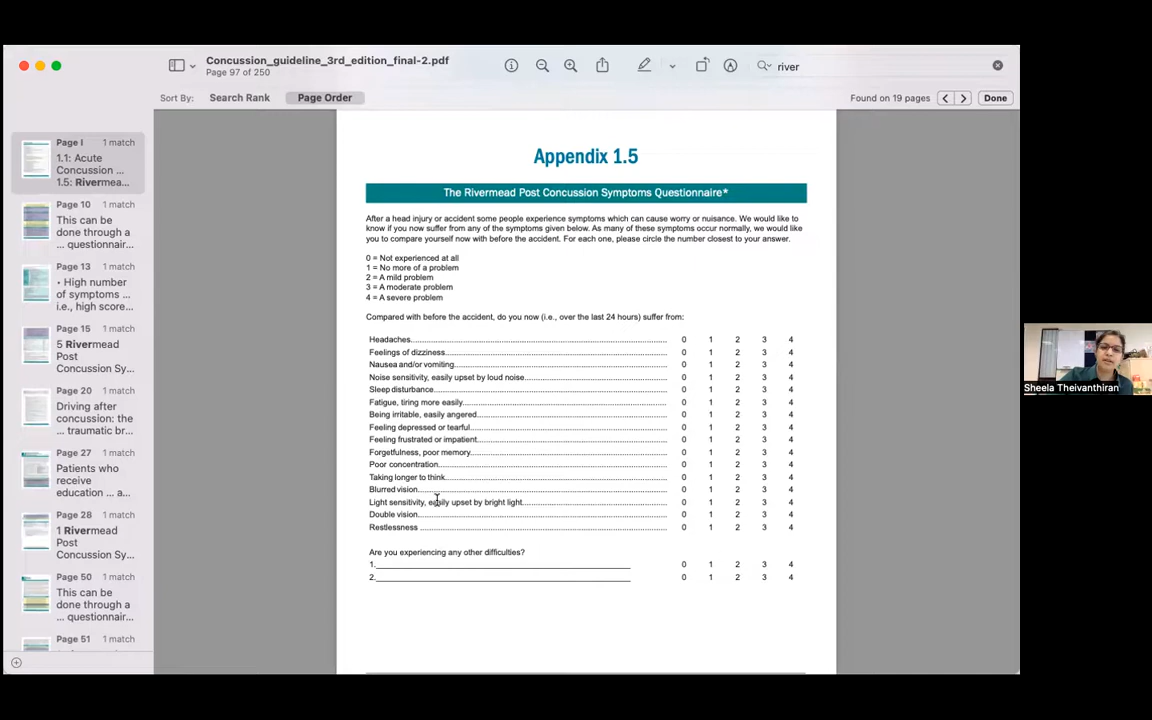 Concussion_guideline_3rd_edition_final-2.pdf
Page 97 of 250
river
Sort By:
Search Rank
Page Order
Found on 19 pages
Done
Page I 1 match
1.1: Acute
Concussion ...
1.5: Rivermea...
Page 10 1 match
This can be
done through a
... questionnair...
Page 13 1 match
• High number
of symptoms ...
i.e., high score...
Page 15 1 match
5 Rivermead
Post
Concussion Sy...
Page 20 1 match
Driving after
concussion: the
... traumatic br...
Page 27 1 match
Patients who
receive
education ... a...
Page 28 1 match
1 Rivermead
Post
Concussion Sy...
Page 50 1 match
This can be
done through a
... questionnair...
Page 51 1 match
Appendix 1.5
The Rivermead Post Concussion Symptoms Questionnaire*
After a head injury or accident some people experience symptoms which can cause worry or nuisance. We would like to
know if you now suffer from any of the symptoms given below. As many of these symptoms occur normally, we would like
you to compare yourself now with before the accident. For each one, please circle the number closest to your answer.
0 = Not experienced at all
1 = No more of a problem
2 = A mild problem
3 = A moderate problem
4 = A severe problem
Compared with before the accident, do you now (i.e., over the last 24 hours) suffer from:
Headaches 0 1 2 3 4
Feelings of dizziness 0 1 2 3 4
Nausea and/or vomiting 0 1 2 3 4
Noise sensitivity, easily upset by loud noise 0 1 2 3 4
Sleep disturbance 0 1 2 3 4
Fatigue, tiring more easily 0 1 2 3 4
Being irritable, easily angered 0 1 2 3 4
Feeling depressed or tearful 0 1 2 3 4
Feeling frustrated or impatient 0 1 2 3 4
Forgetfulness, poor memory 0 1 2 3 4
Poor concentration 0 1 2 3 4
Taking longer to think 0 1 2 3 4
Blurred vision 0 1 2 3 4
Light sensitivity, easily upset by bright light 0 1 2 3 4
Double vision 0 1 2 3 4
Restlessness 0 1 2 3 4
Are you experiencing any other difficulties?
1. 0 1 2 3 4
2. 0 1 2 3 4
Sheela Theivanthiran